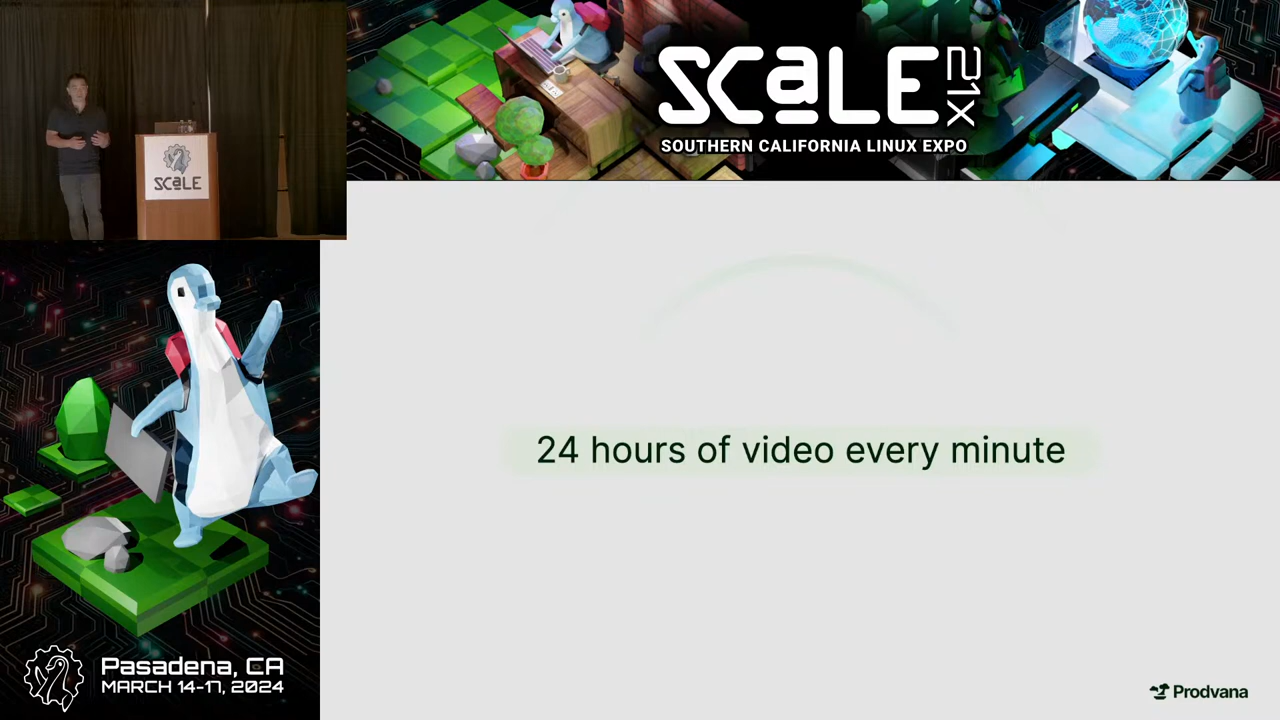 SCaLE
SCaLE 21X
SOUTHERN CALIFORNIA LINUX EXPO
24 hours of video every minute
Pasadena, CA
MARCH 14-17, 2024
Prodvana